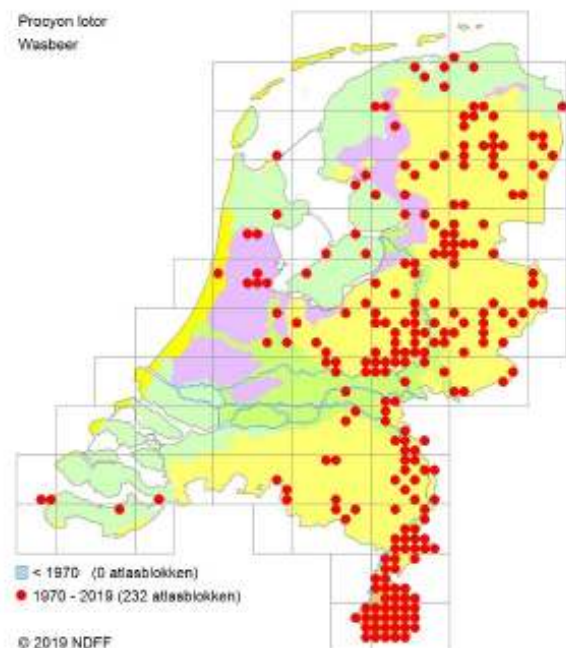 Procyon lotor
Wasbeer
< 1970 (0 atlasblokken)
1970 - 2019 (232 atlasblokken)
© 2019 NDFF